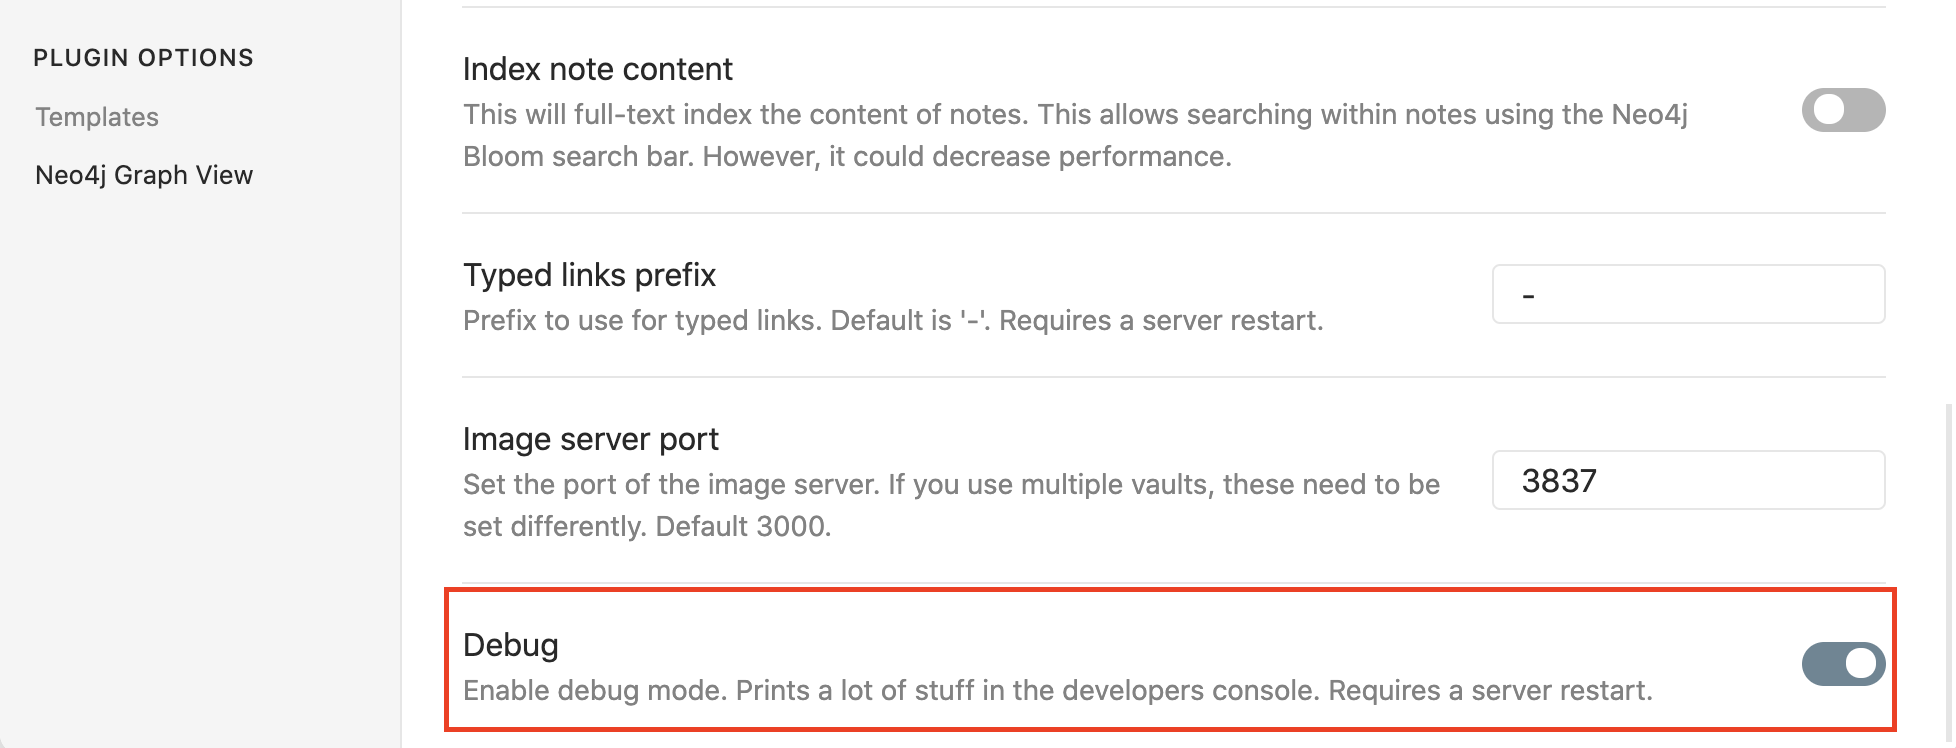 PLUGIN OPTIONS
Templates
Neo4j Graph View
Index note content
This will full-text index the content of notes. This allows searching within notes using the Neo4j
Bloom search bar. However, it could decrease performance.
Typed links prefix
Prefix to use for typed links. Default is '-'. Requires a server restart.
-
Image server port
Set the port of the image server. If you use multiple vaults, these need to be
set differently. Default 3000.
3837
Debug
Enable debug mode. Prints a lot of stuff in the developers console. Requires a server restart.